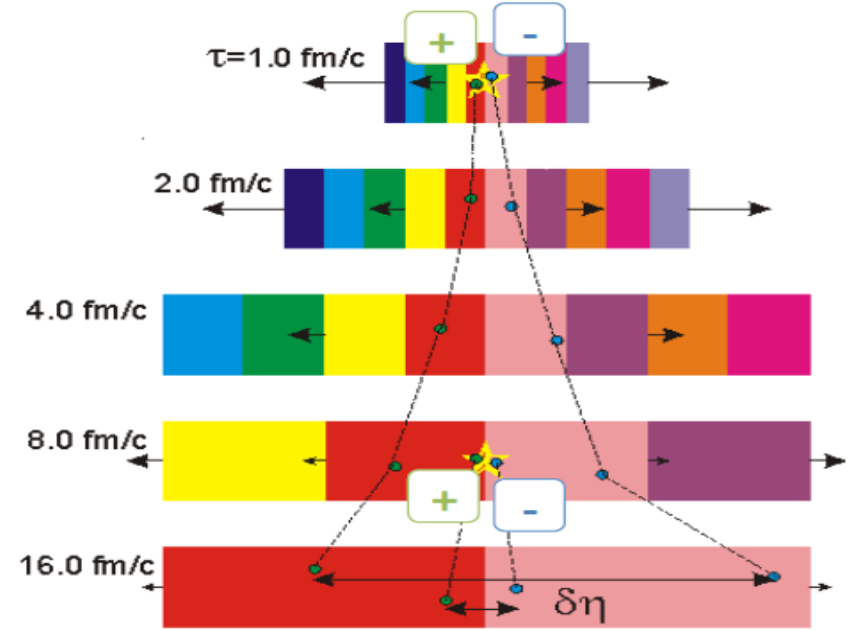 + -
τ=1.0 fm/c
2.0 fm/c
4.0 fm/c
8.0 fm/c
+ -
16.0 fm/c
δη